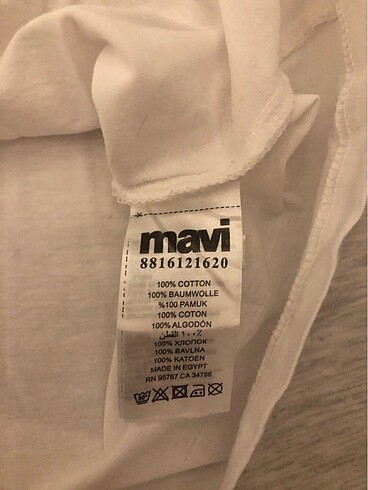 mavi
8816121620
100% COTTON
100% BAUMWOLLE
%100 PAMUK
100% COTON
100% ALGODÓN
١٠٠٪ القطن
100% ХЛОПОК
100% BAVLNA
100% KATOEN
MADE IN EGYPT
RN 95767 CA 34788